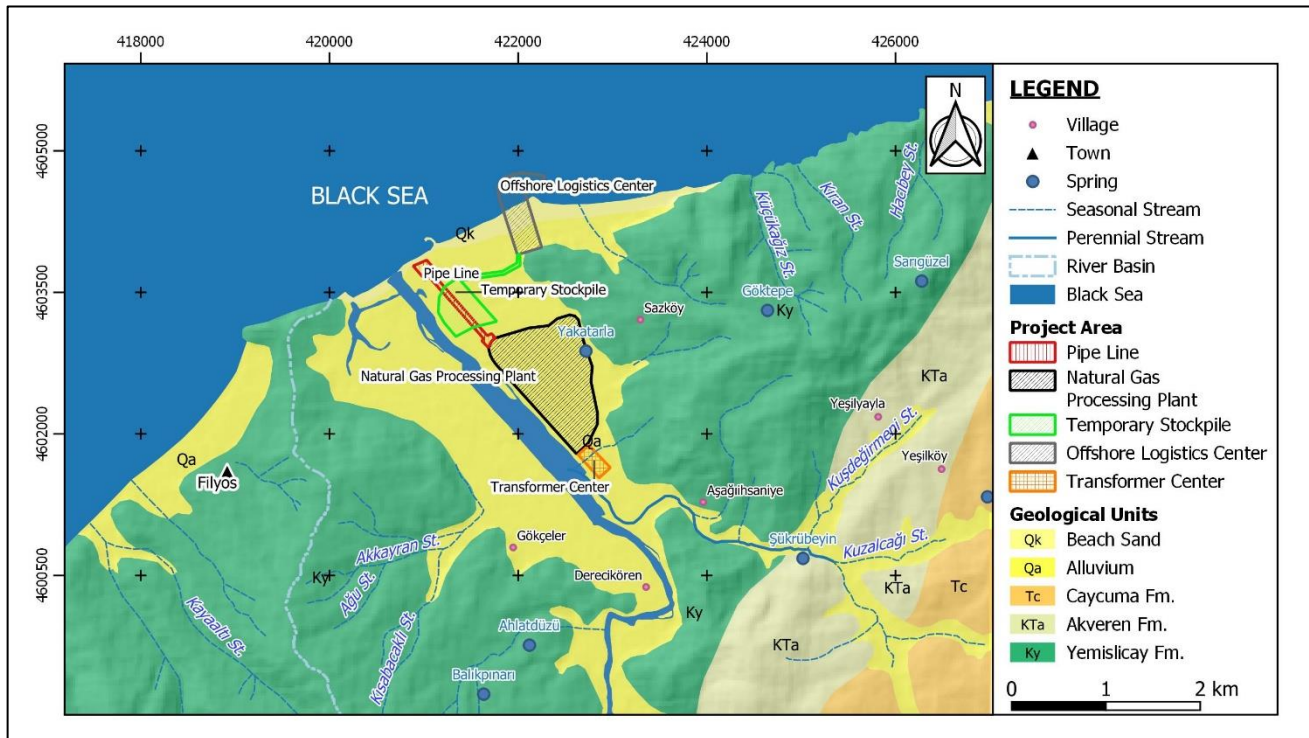 418000
420000
422000
424000
426000
N
LEGEND
Village
Town
Spring
Seasonal Stream
Perennial Stream
River Basin
Black Sea
Project Area
Pipe Line
Natural Gas
Processing Plant
Temporary Stockpile
Offshore Logistics Center
Transformer Center
Geological Units
Qk Beach Sand
Qa Alluvium
Tc Caycuma Fm.
KTa Akveren Fm.
Ky Yemislicay Fm.
0 1 2 km
4605000
4603500
4602000
4600500
BLACK SEA
Offshore Logistics Center
Qk
Pipe Line
Temporary Stockpile
Yakatarla
Natural Gas Processing Plant
Qa
Transformer Center
Sazköy
Göktepe
Ky
Sarıgüzel
Küçükağız St.
Kıran St.
Hacıbey St.
KTa
Yeşilyayla
Kuşdeğirmegi St.
Yeşilköy
Qa
Filyos
Aşağıihsaniye
Şükrübeyin
Kuzalcağı St.
Gökçeler
Akkayran St.
Ky
Ağu St.
Derecikören
Ky
KTa
Tc
Kayaaltı St.
Kısabacaklı St.
Ahlatdüzü
KTa
Balıkpınarı